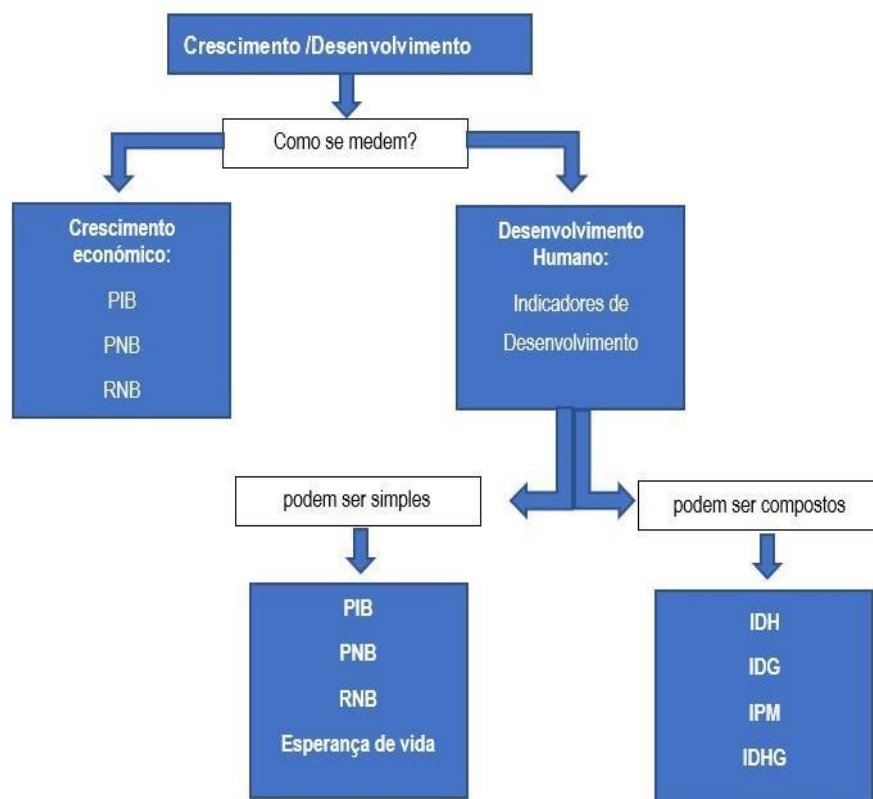 Crescimento /Desenvolvimento
Como se medem?
Crescimento
económico:
PIB
PNB
RNB
Desenvolvimento
Humano:
Indicadores de
Desenvolvimento
podem ser simples
podem ser compostos
PIB
PNB
RNB
Esperança de vida
IDH
IDG
IPM
IDHG